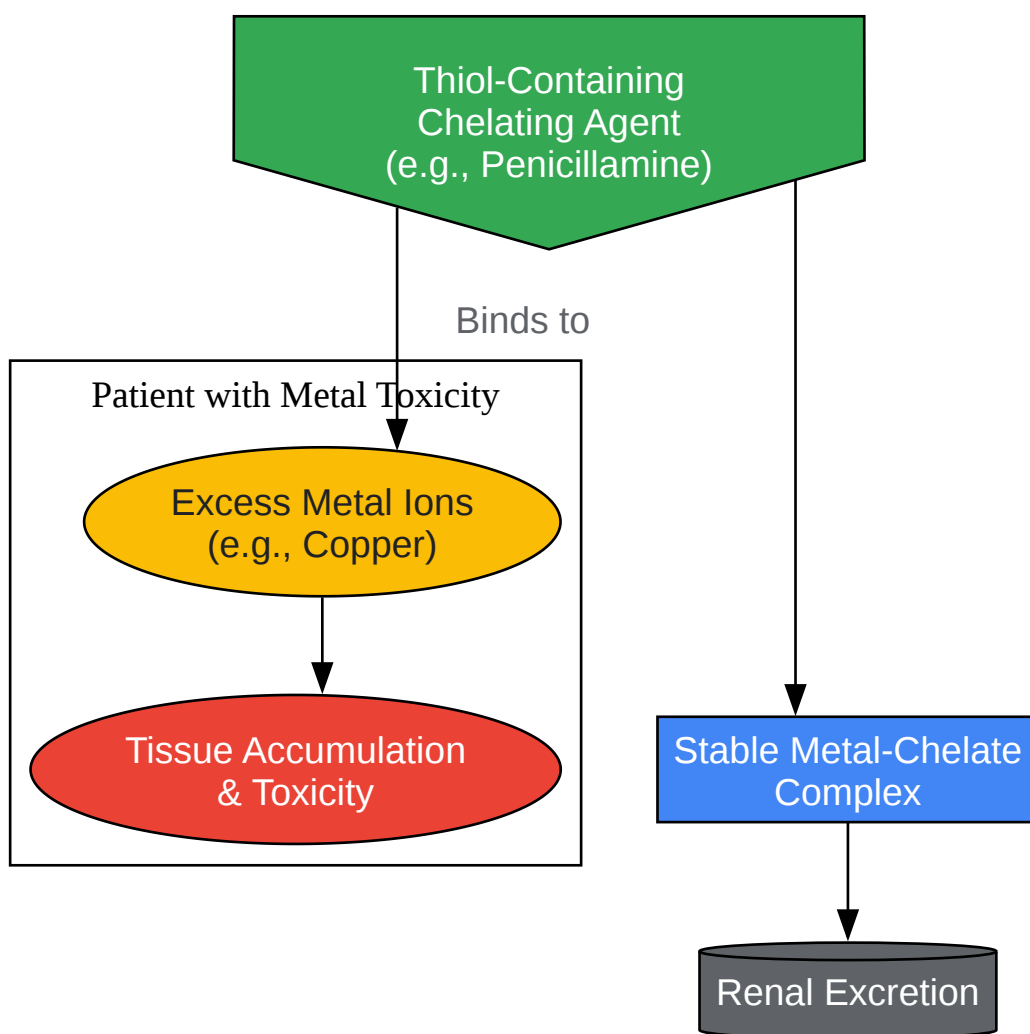 Thiol-Containing
Chelating Agent
(e.g., Penicillamine)
Binds to
Patient with Metal Toxicity
Excess Metal Ions
(e.g., Copper)
Tissue Accumulation
& Toxicity
Stable Metal-Chelate
Complex
Renal Excretion